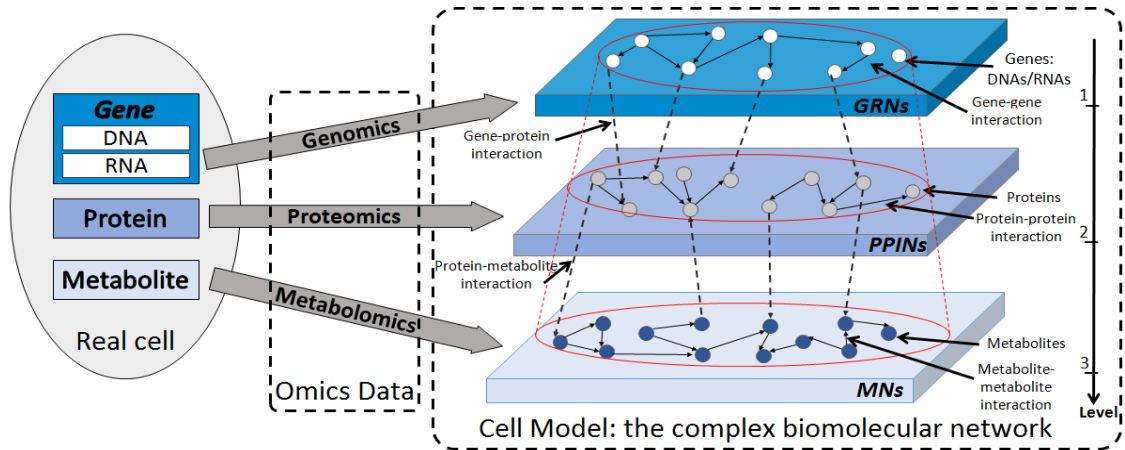 Gene
DNA
RNA
Protein
Metabolite
Real cell
Genomics
Proteomics
Metabolomics
Omics Data
Genes:
DNAs/RNAs
Gene-gene
interaction
GRNs
1
Gene-protein
interaction
Proteins
Protein-protein
interaction
PPINs
2
Protein-metabolite
interaction
Metabolites
Metabolite-
metabolite
interaction
MNs
3
Level
Cell Model: the complex biomolecular network